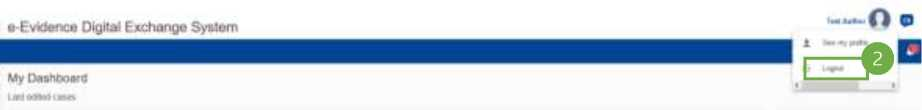 e-Evidence Digital Exchange System
Test Author
EN
See my profile
2
Logout
My Dashboard
Last edited cases